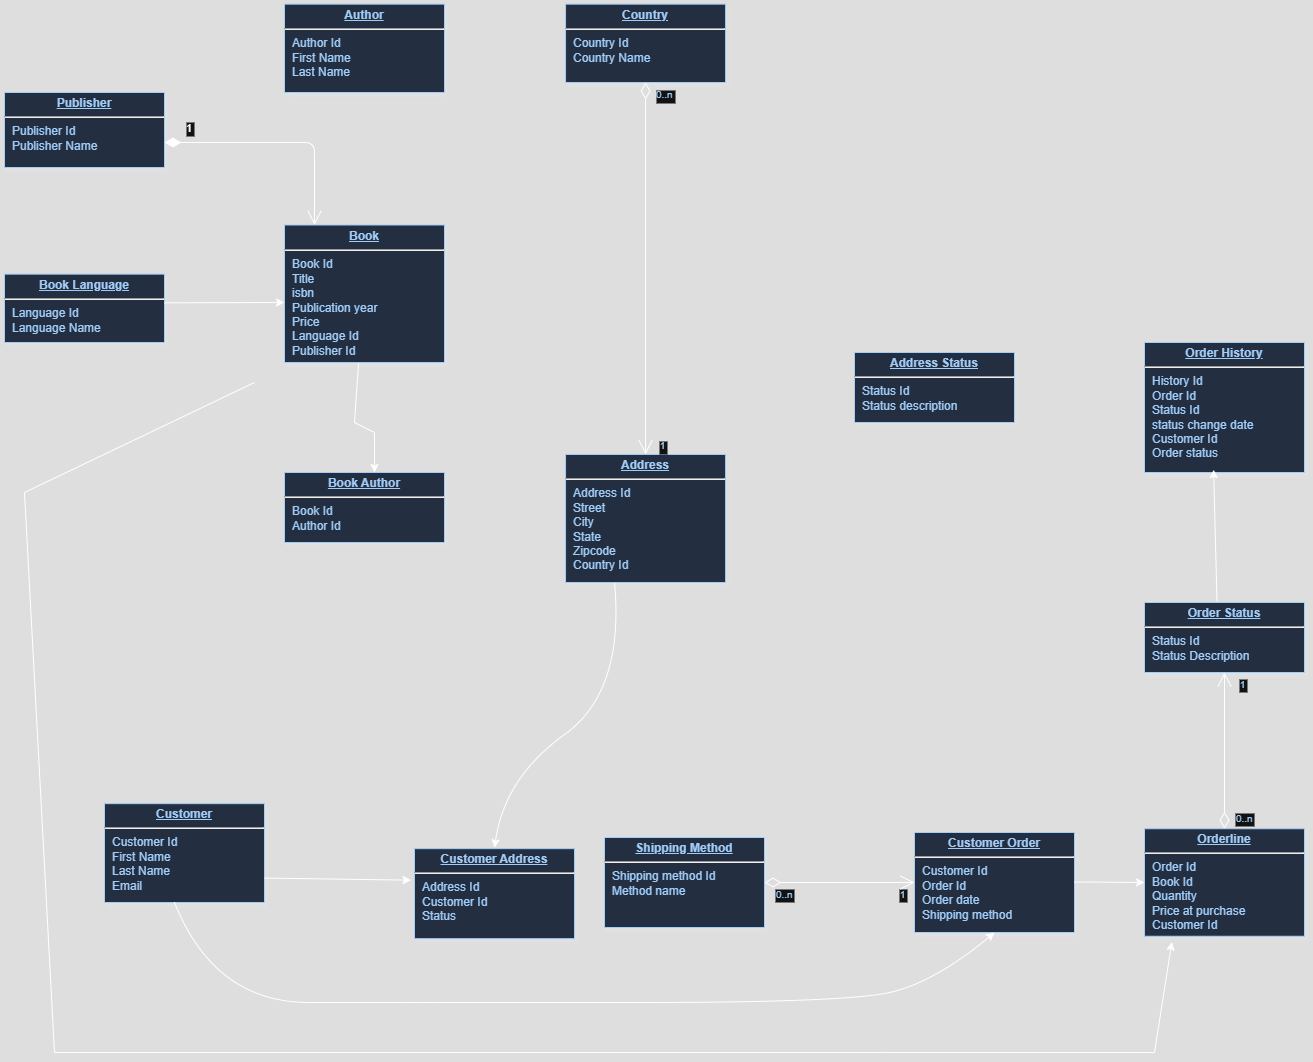 Author
Author Id
First Name
Last Name
Country
Country Id
Country Name
0..n
Publisher
Publisher Id
Publisher Name
1
Book
Book Id
Title
isbn
Publication year
Price
Language Id
Publisher Id
Book Language
Language Id
Language Name
Address Status
Status Id
Status description
Order History
History Id
Order Id
Status Id
status change date
Customer Id
Order status
1
Address
Address Id
Street
City
State
Zipcode
Country Id
Book Author
Book Id
Author Id
Order Status
Status Id
Status Description
1
Customer
Customer Id
First Name
Last Name
Email
Customer Address
Address Id
Customer Id
Status
Shipping Method
Shipping method Id
Method name
0..n
1
Customer Order
Customer Id
Order Id
Order date
Shipping method
0..n
Orderline
Order Id
Book Id
Quantity
Price at purchase
Customer Id